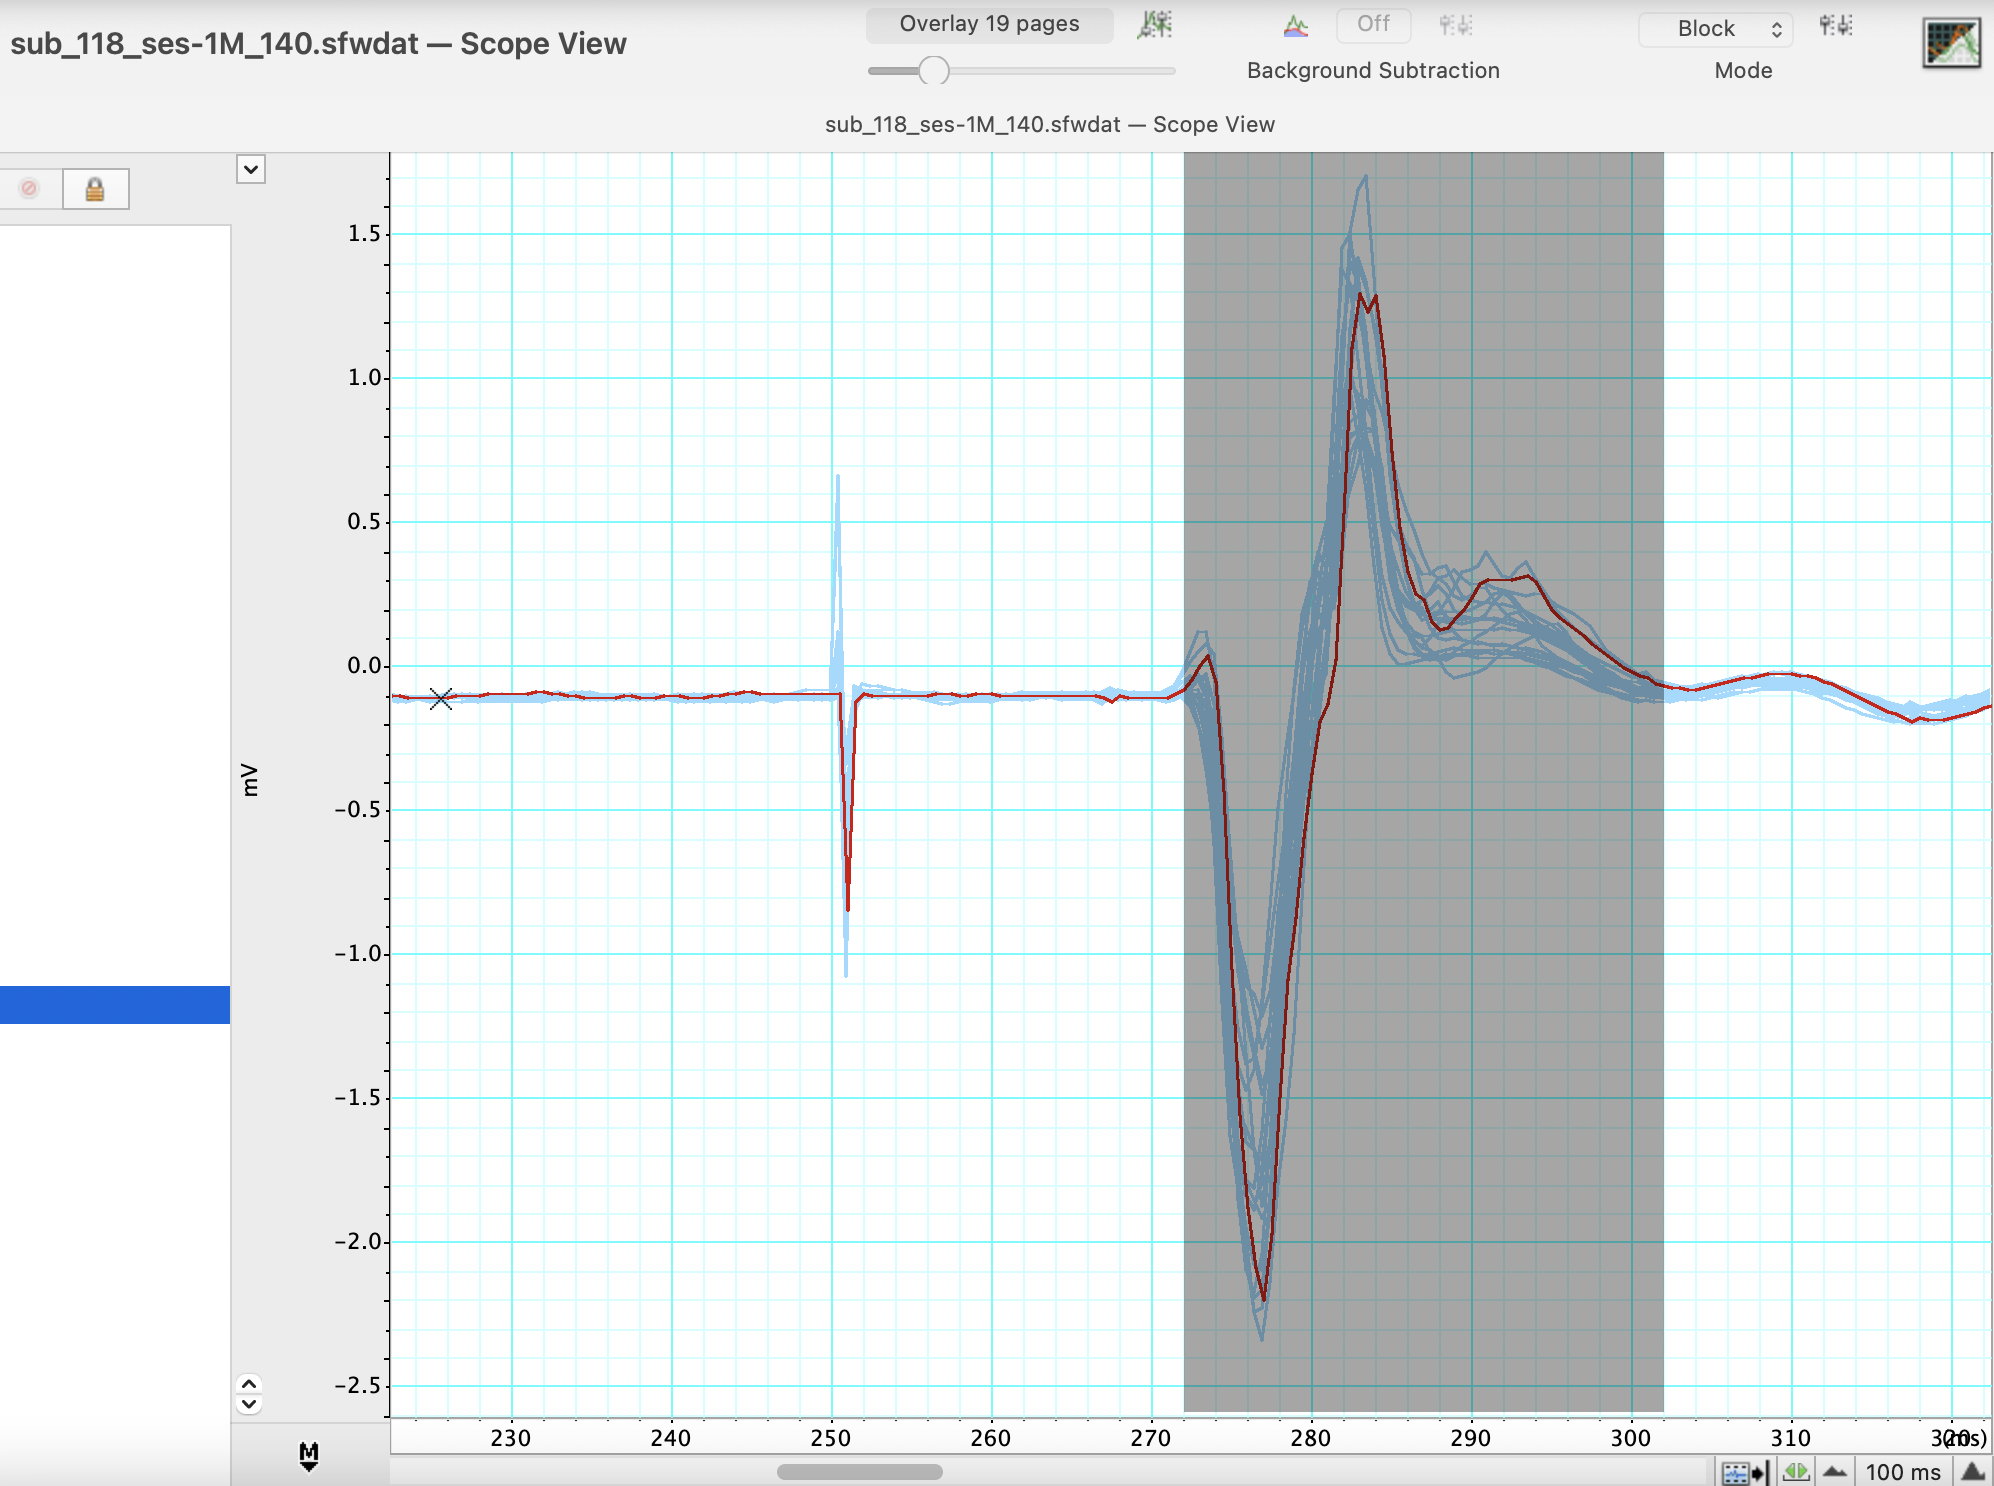 sub_118_ses-1M_140.sfwdat — Scope View
Overlay 19 pages
Off
Block
Background Subtraction
Mode
sub_118_ses-1M_140.sfwdat — Scope View
1.5
1.0
0.5
0.0
mV
−0.5
−1.0
−1.5
−2.0
−2.5
M
230
240
250
260
270
280
290
300
310
320
(ms)
100 ms